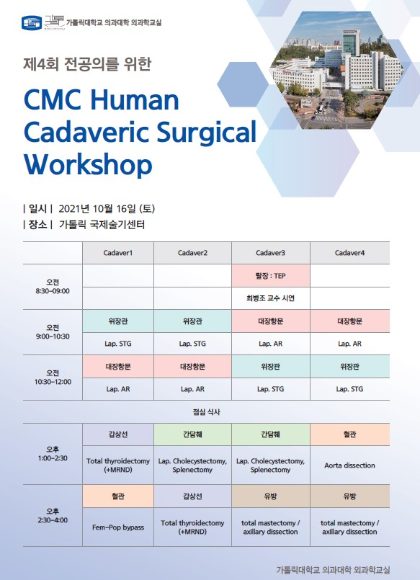 가톨릭대학교 의과대학 외과학교실
제4회 전공의를 위한
CMC Human
Cadaveric Surgical
Workshop
| 일시 | 2021년 10월 16일 (토)
| 장소 | 가톨릭 국제술기센터
Cadaver1 Cadaver2 Cadaver3 Cadaver4
오전
8:30-09:00
탈장 : TEP
최병조 교수 시연
오전
9:00-10:30
위장관 위장관 대장항문 대장항문
Lap. STG Lap. STG Lap. AR Lap. AR
오전
10:30-12:00
대장항문 대장항문 위장관 위장관
Lap. AR Lap. AR Lap. STG Lap. STG
점심 식사
오후
1:00-2:30
갑상선 간담췌 간담췌 혈관
Total thyroidectomy
(+MRND)
Lap. Cholecystectomy,
Splenectomy
Lap. Cholecystectomy,
Splenectomy
Aorta dissection
오후
2:30-4:00
혈관 갑상선 유방 유방
Fem-Pop bypass
Total thyroidectomy
(+MRND)
total mastectomy /
axillary dissection
total mastectomy /
axillary dissection
가톨릭대학교 의과대학 외과학교실